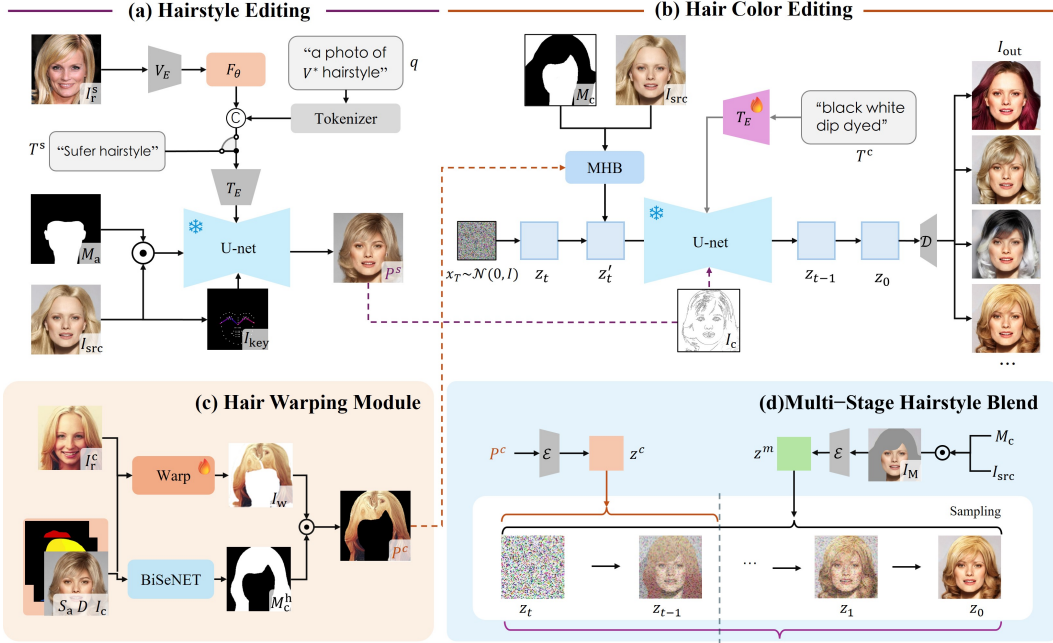 (a) Hairstyle Editing
(b) Hair Color Editing
I_r^s
V_E
F_θ
“a photo of
V* hairstyle”
q
C
Tokenizer
T^s
“Sufer hairstyle”
T_E
M_a
U-net
P^s
I_src
I_key
M_c
I_src
MHB
T_E
“black white
dip dyed”
T^c
I_out
x_T~𝒩(0, I)
z_t
z_t′
U-net
z_{t−1}
z_0
𝒟
I_c
...
(c) Hair Warping Module
I_r^c
Warp
I_w
P^c
BiSeNET
M_c^h
S_a D I_c
(d)Multi−Stage Hairstyle Blend
P^c
ℰ
z^c
z^m
ℰ
I_M
M_c
I_src
Sampling
...
z_t
z_{t−1}
z_1
z_0